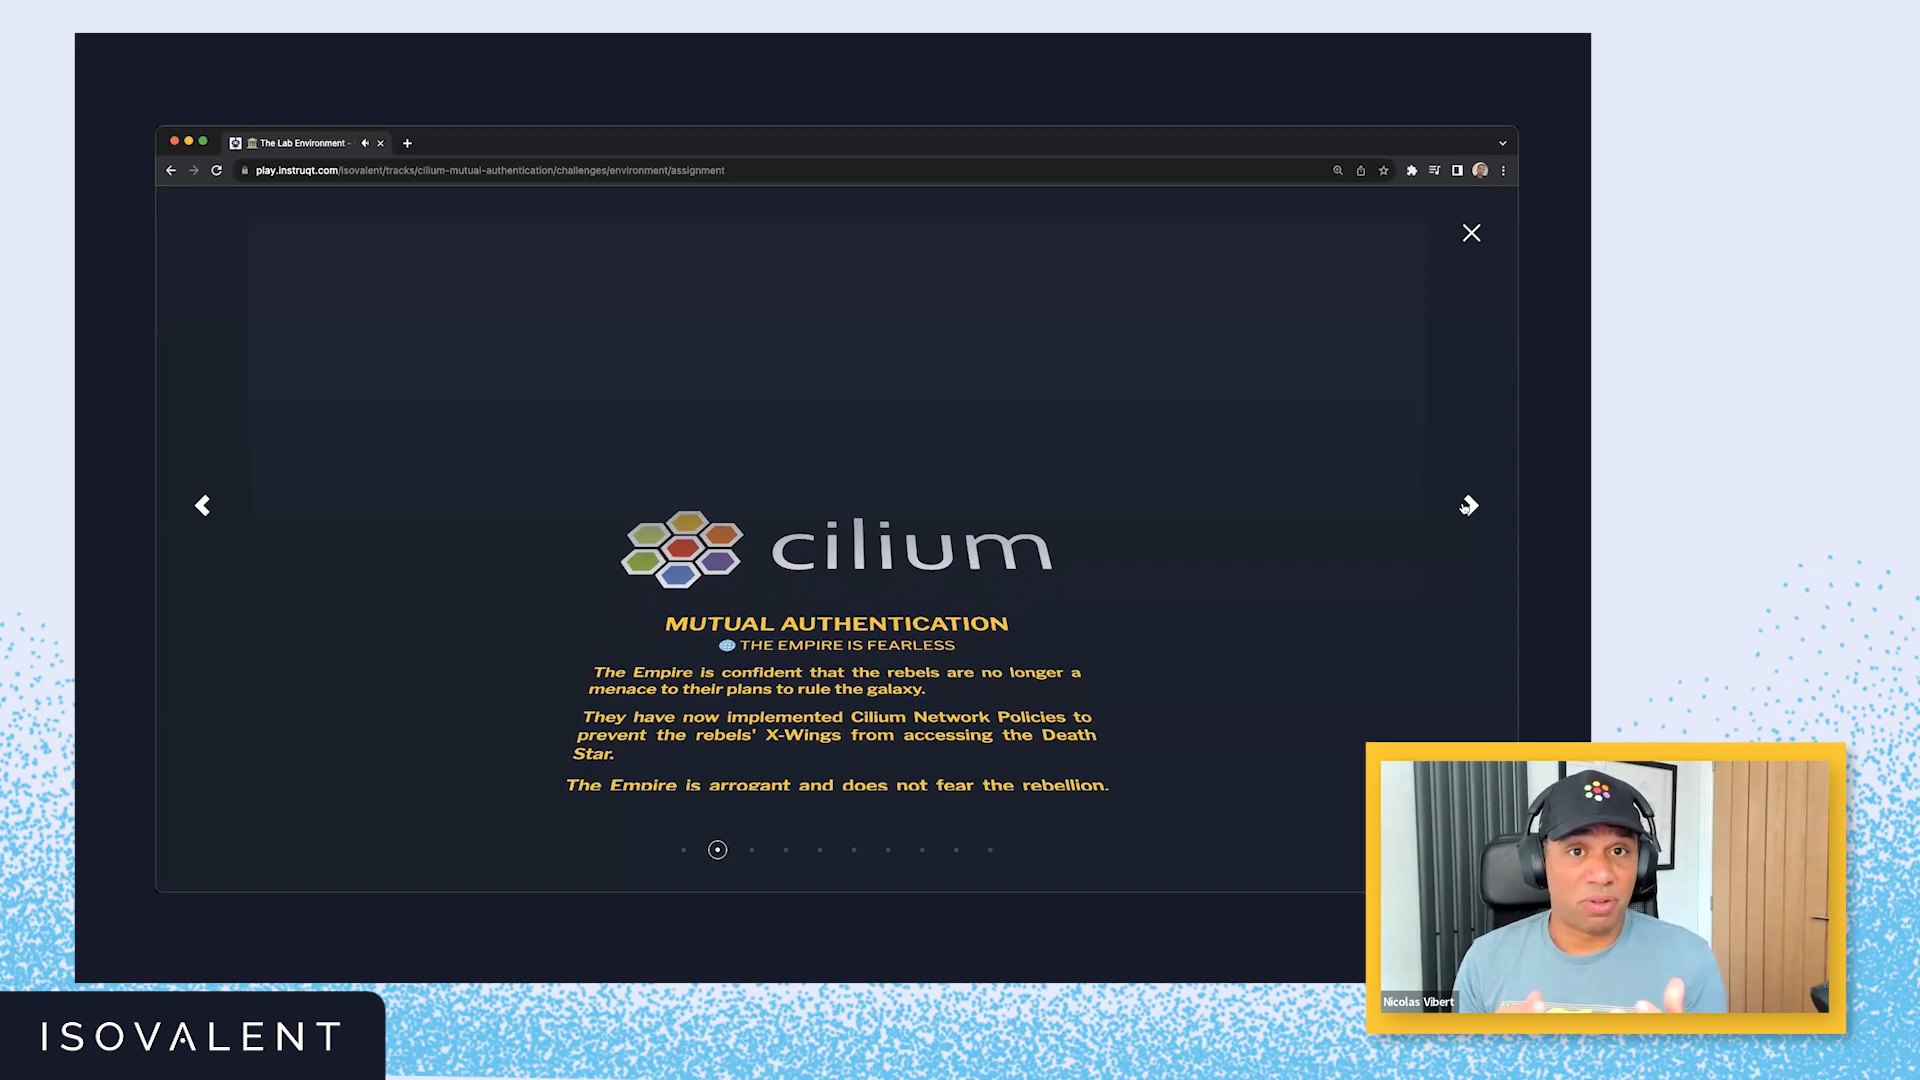 The Lab Environment -
play.instruqt.com/isovalent/tracks/cilium-mutual-authentication/challenges/environment/assignment
cilium
MUTUAL AUTHENTICATION
THE EMPIRE IS FEARLESS
The Empire is confident that the rebels are no longer a
menace to their plans to rule the galaxy.
They have now implemented Cilium Network Policies to
prevent the rebels' X-Wings from accessing the Death
Star.
The Empire is arrogant and does not fear the rebellion.
Nicolas Vibert
ISOVALENT